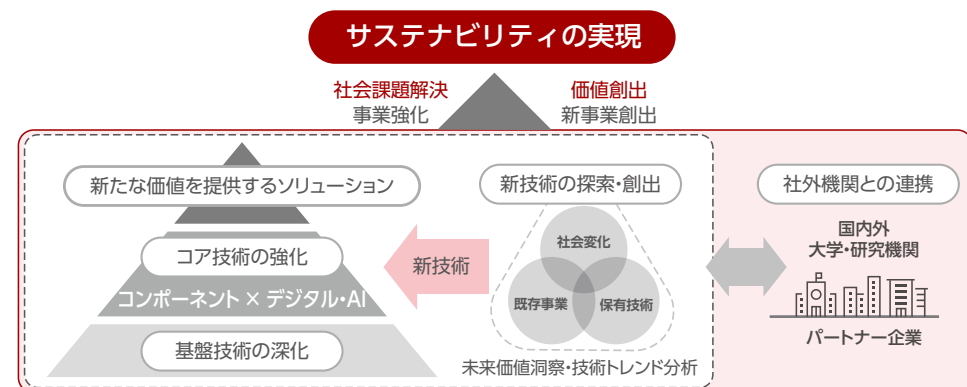 サステナビリティの実現
社会課題解決
事業強化
価値創出
新事業創出
新たな価値を提供するソリューション
コア技術の強化
コンポーネント × デジタル・AI
基盤技術の深化
新技術
新技術の探索・創出
社会変化
既存事業
保有技術
未来価値洞察・技術トレンド分析
社外機関との連携
国内外
大学・研究機関
パートナー企業